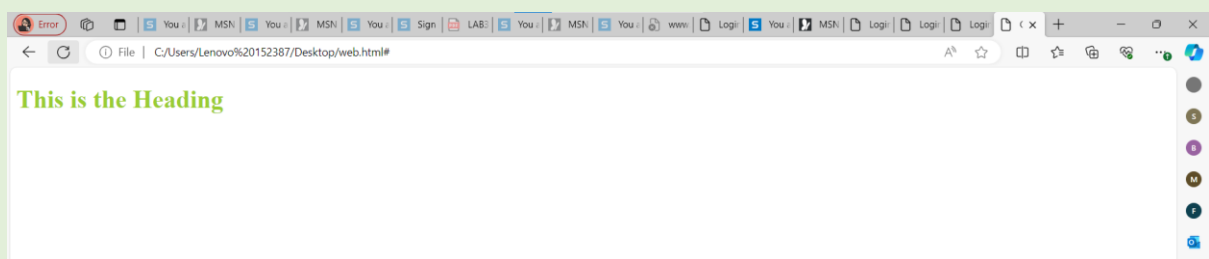 Error You a MSN You a MSN You a Sign LAB3 You a MSN You a www Login You a MSN Login Login Login
File | C:/Users/Lenovo%20152387/Desktop/web.html#
This is the Heading
S
B
M
F